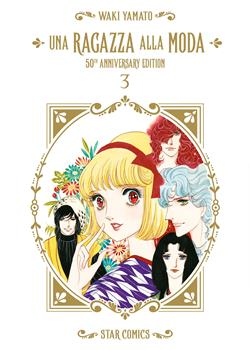 WAKI YAMATO
UNA RAGAZZA ALLA MODA
50TH ANNIVERSARY EDITION
3
STAR COMICS